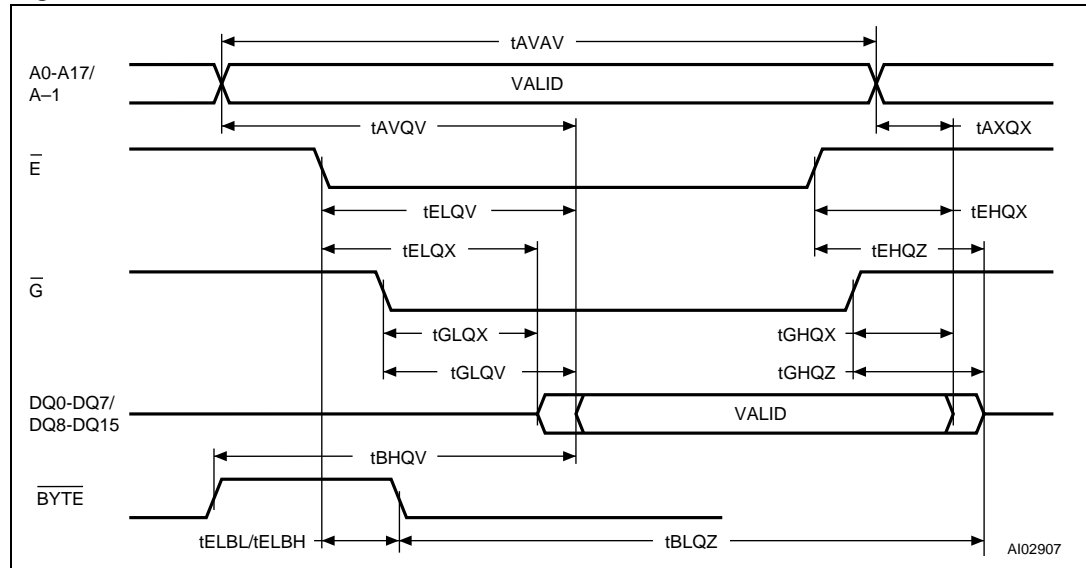 tAVAV
A0-A17/
A–1
VALID
tAVQV
tAXQX
E
tELQV
tEHQX
tELQX
tEHQZ
G
tGLQX
tGHQX
tGLQV
tGHQZ
DQ0-DQ7/
DQ8-DQ15
VALID
tBHQV
BYTE
tELBL/tELBH
tBLQZ
AI02907